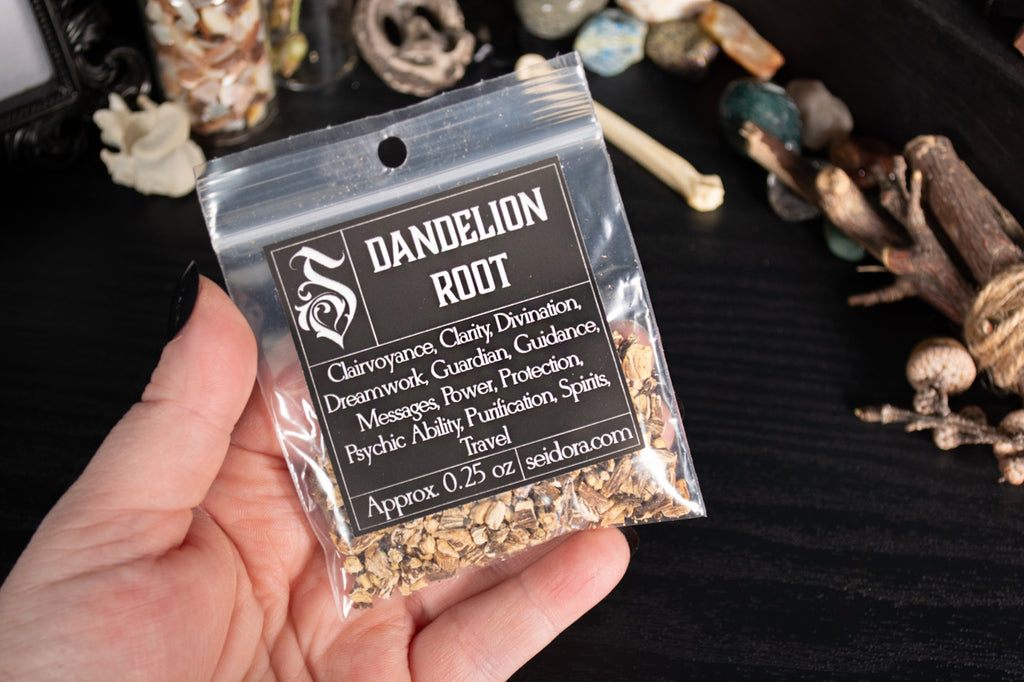 DANDELION
ROOT
Clairvoyance, Clarity, Divination,
Dreamwork, Guardian, Guidance,
Messages, Power, Protection,
Psychic Ability, Purification, Spirits,
Travel
Approx. 0.25 oz
seidora.com